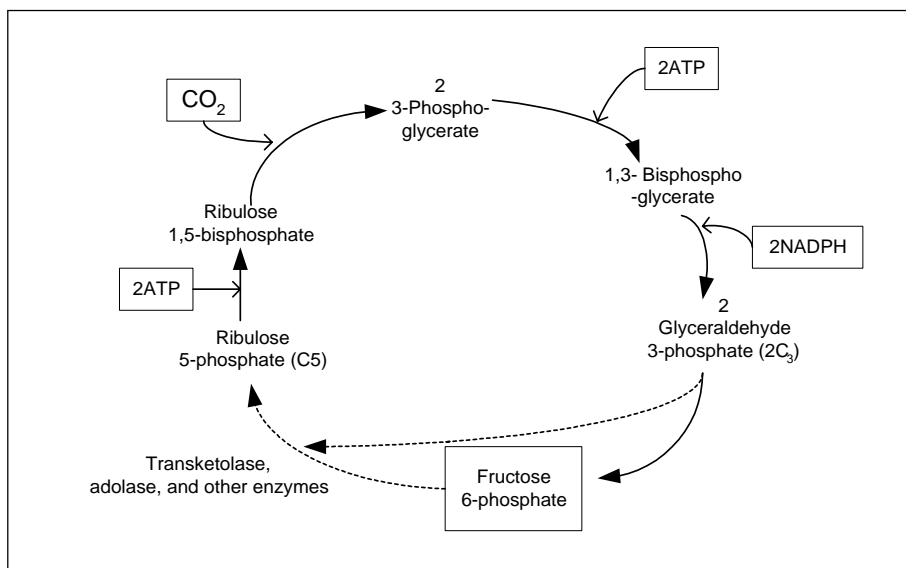 CO2
2
3-Phospho-
glycerate
2ATP
1,3- Bisphospho
-glycerate
2NADPH
2
Glyceraldehyde
3-phosphate (2C3)
Fructose
6-phosphate
Transketolase,
adolase, and other enzymes
Ribulose
5-phosphate (C5)
2ATP
Ribulose
1,5-bisphosphate